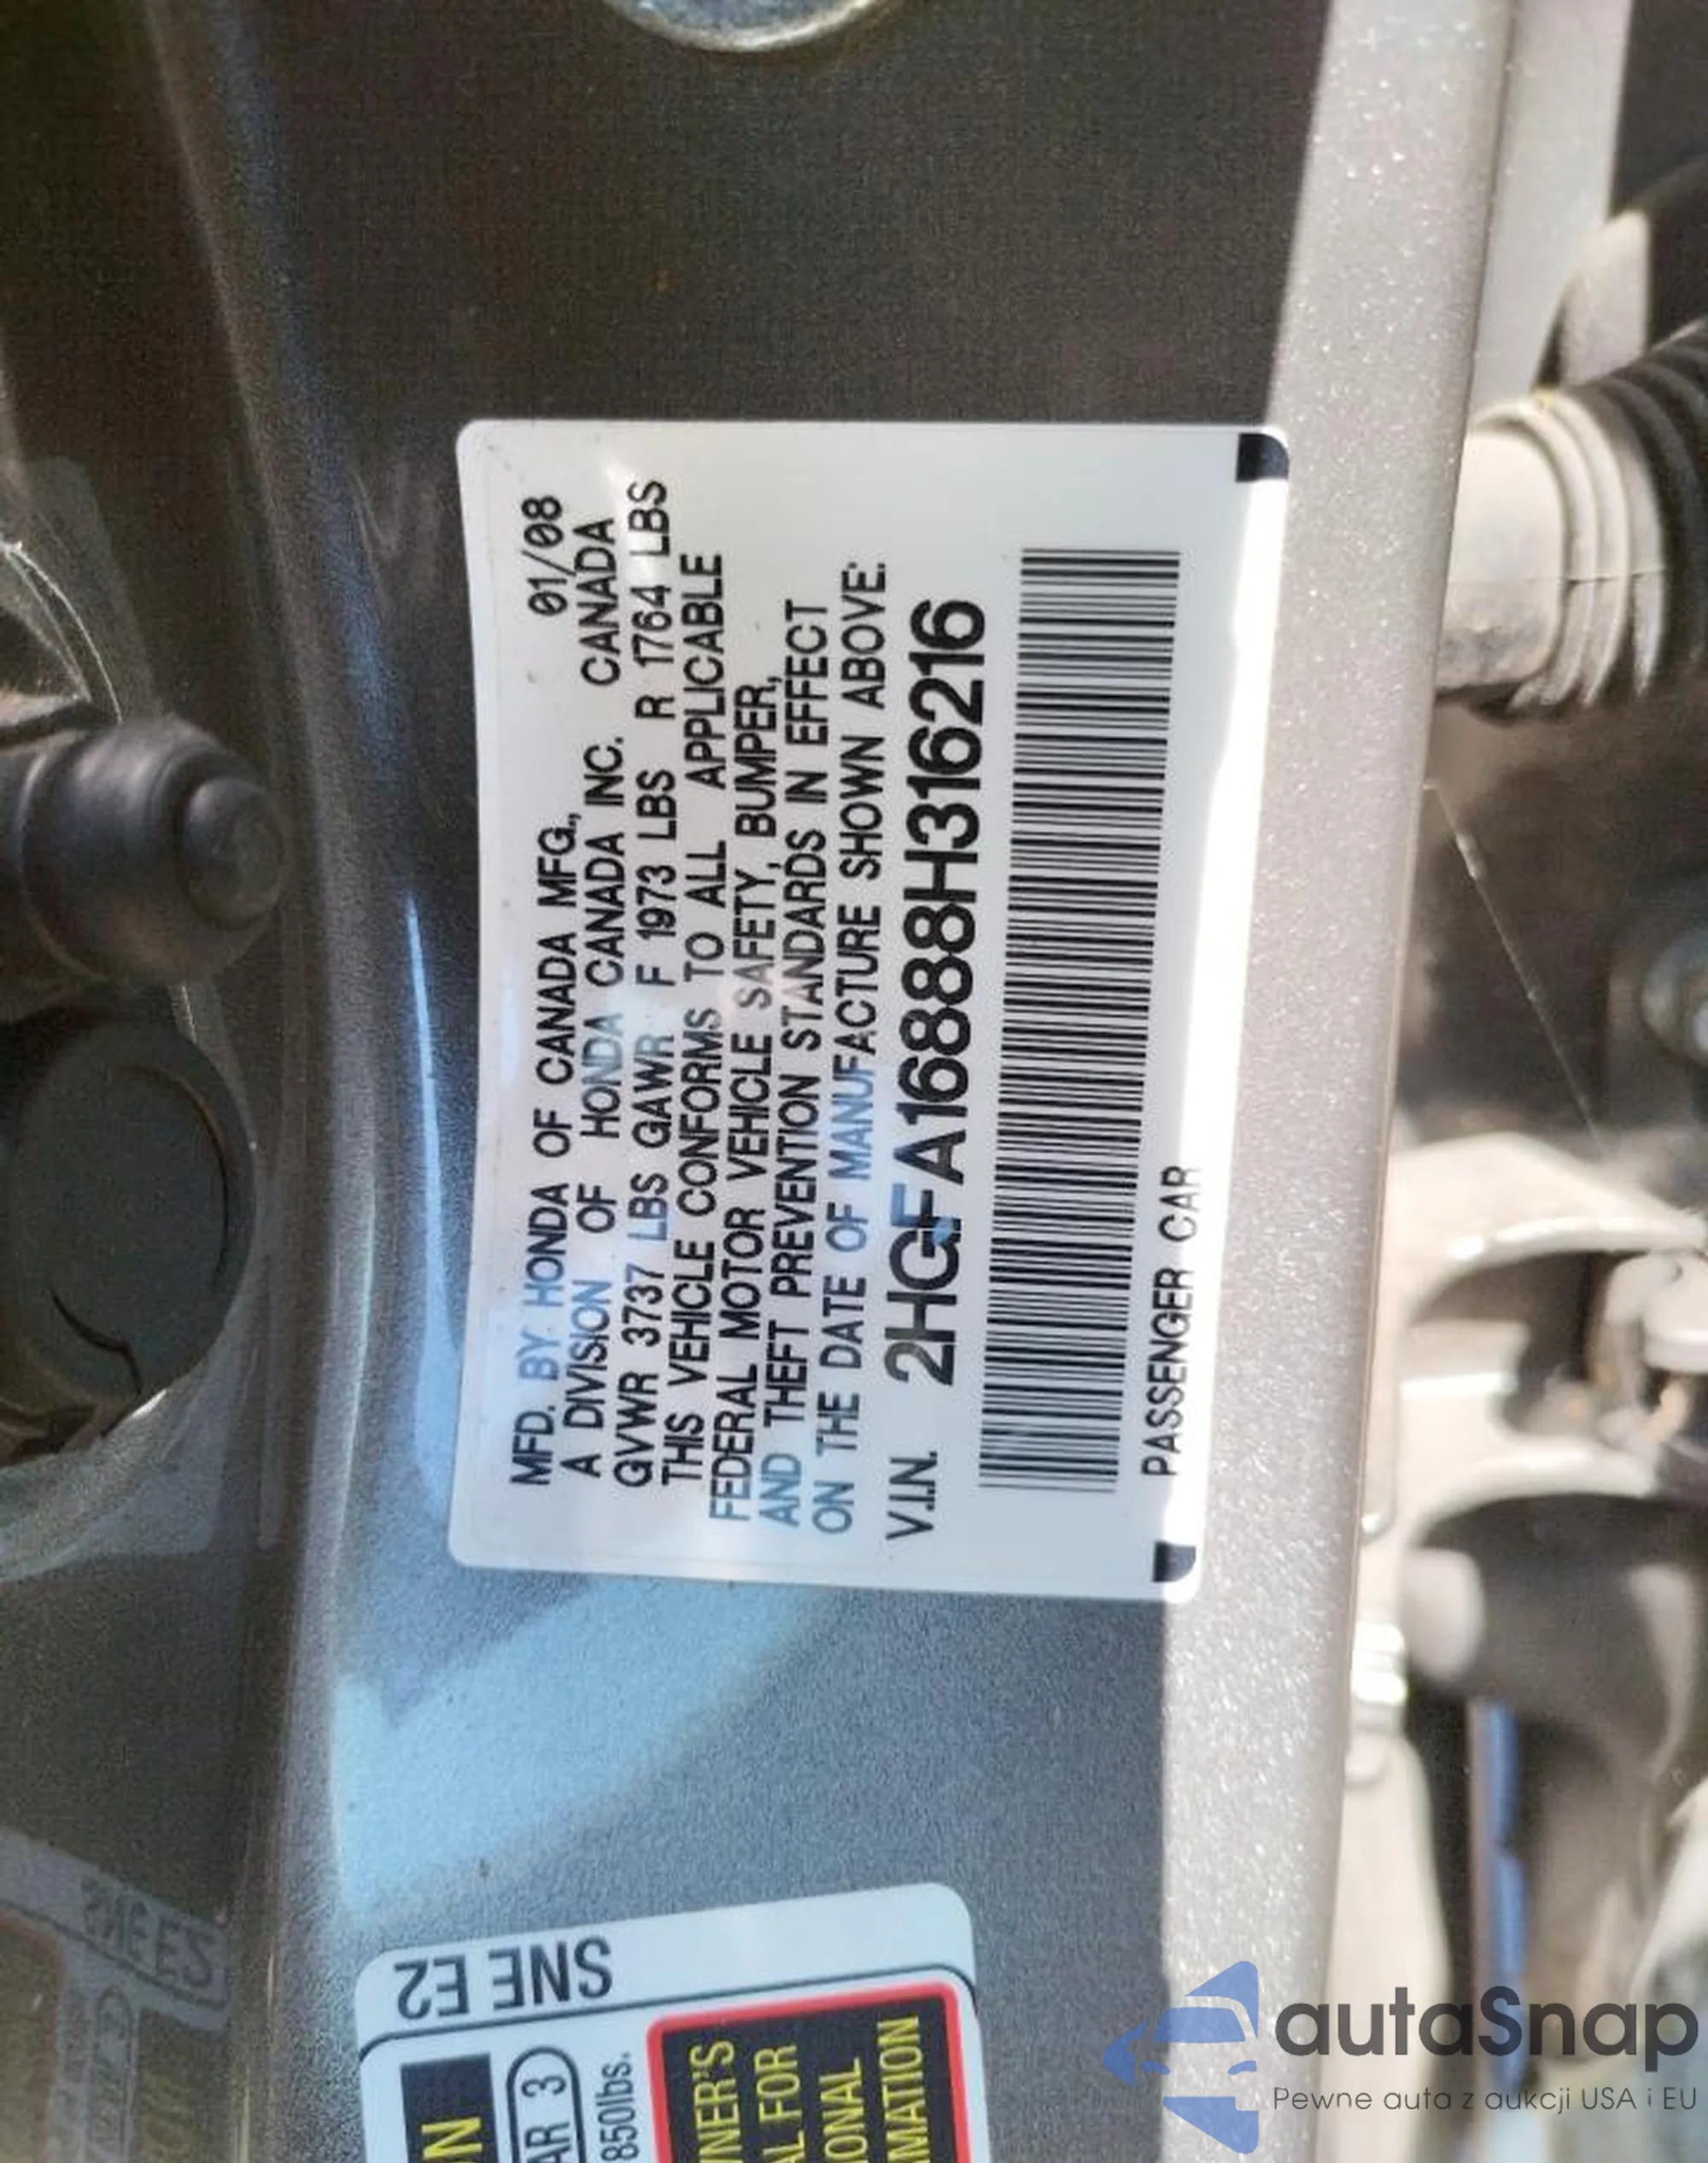 MFD. BY HONDA OF CANADA MFG., 01/08
A DIVISION OF HONDA CANADA INC. CANADA
GVWR 3737 LBS GAWR F 1973 LBS R 1764 LBS
THIS VEHICLE CONFORMS TO ALL APPLICABLE
FEDERAL MOTOR VEHICLE SAFETY, BUMPER,
AND THEFT PREVENTION STANDARDS IN EFFECT
ON THE DATE OF MANUFACTURE SHOWN ABOVE.
V.I.N. 2HGFA16888H316216
PASSENGER CAR
SNE E2
3
850lbs.
FOR
autaSnap
Pewne auta z aukcji USA i EU